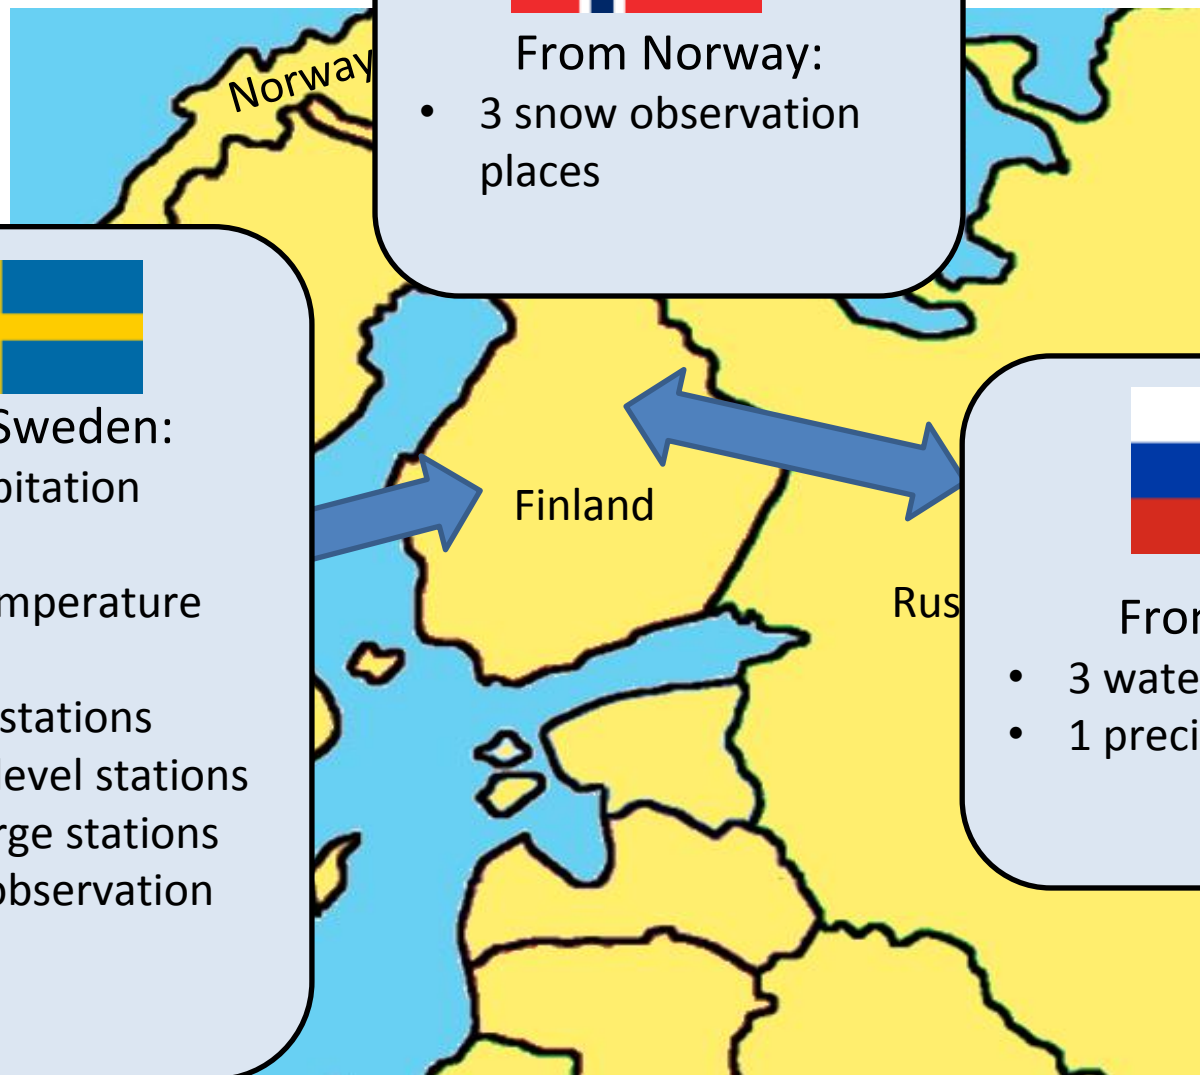 Norway
From Norway:
• 3 snow observation
places
Sweden:
pitation
mperature
stations
level stations
rge stations
observation
Finland
Rus
Fror
• 3 wate
• 1 preci